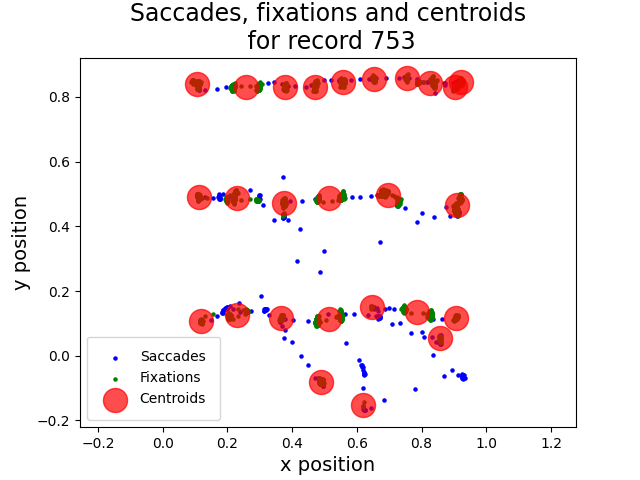 Saccades, fixations and centroids
for record 753
y position
0.8
0.6
0.4
0.2
0.0
−0.2
Saccades
Fixations
Centroids
−0.2 0.0 0.2 0.4 0.6 0.8 1.0 1.2
x position